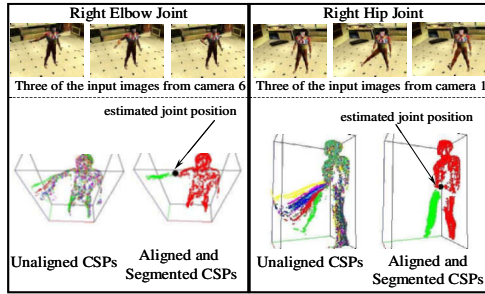 Right Elbow Joint
Three of the input images from camera 6
estimated joint position
Unaligned CSPs
Aligned and
Segmented CSPs
Right Hip Joint
Three of the input images from camera 1
estimated joint position
Unaligned CSPs
Aligned and
Segmented CSPs